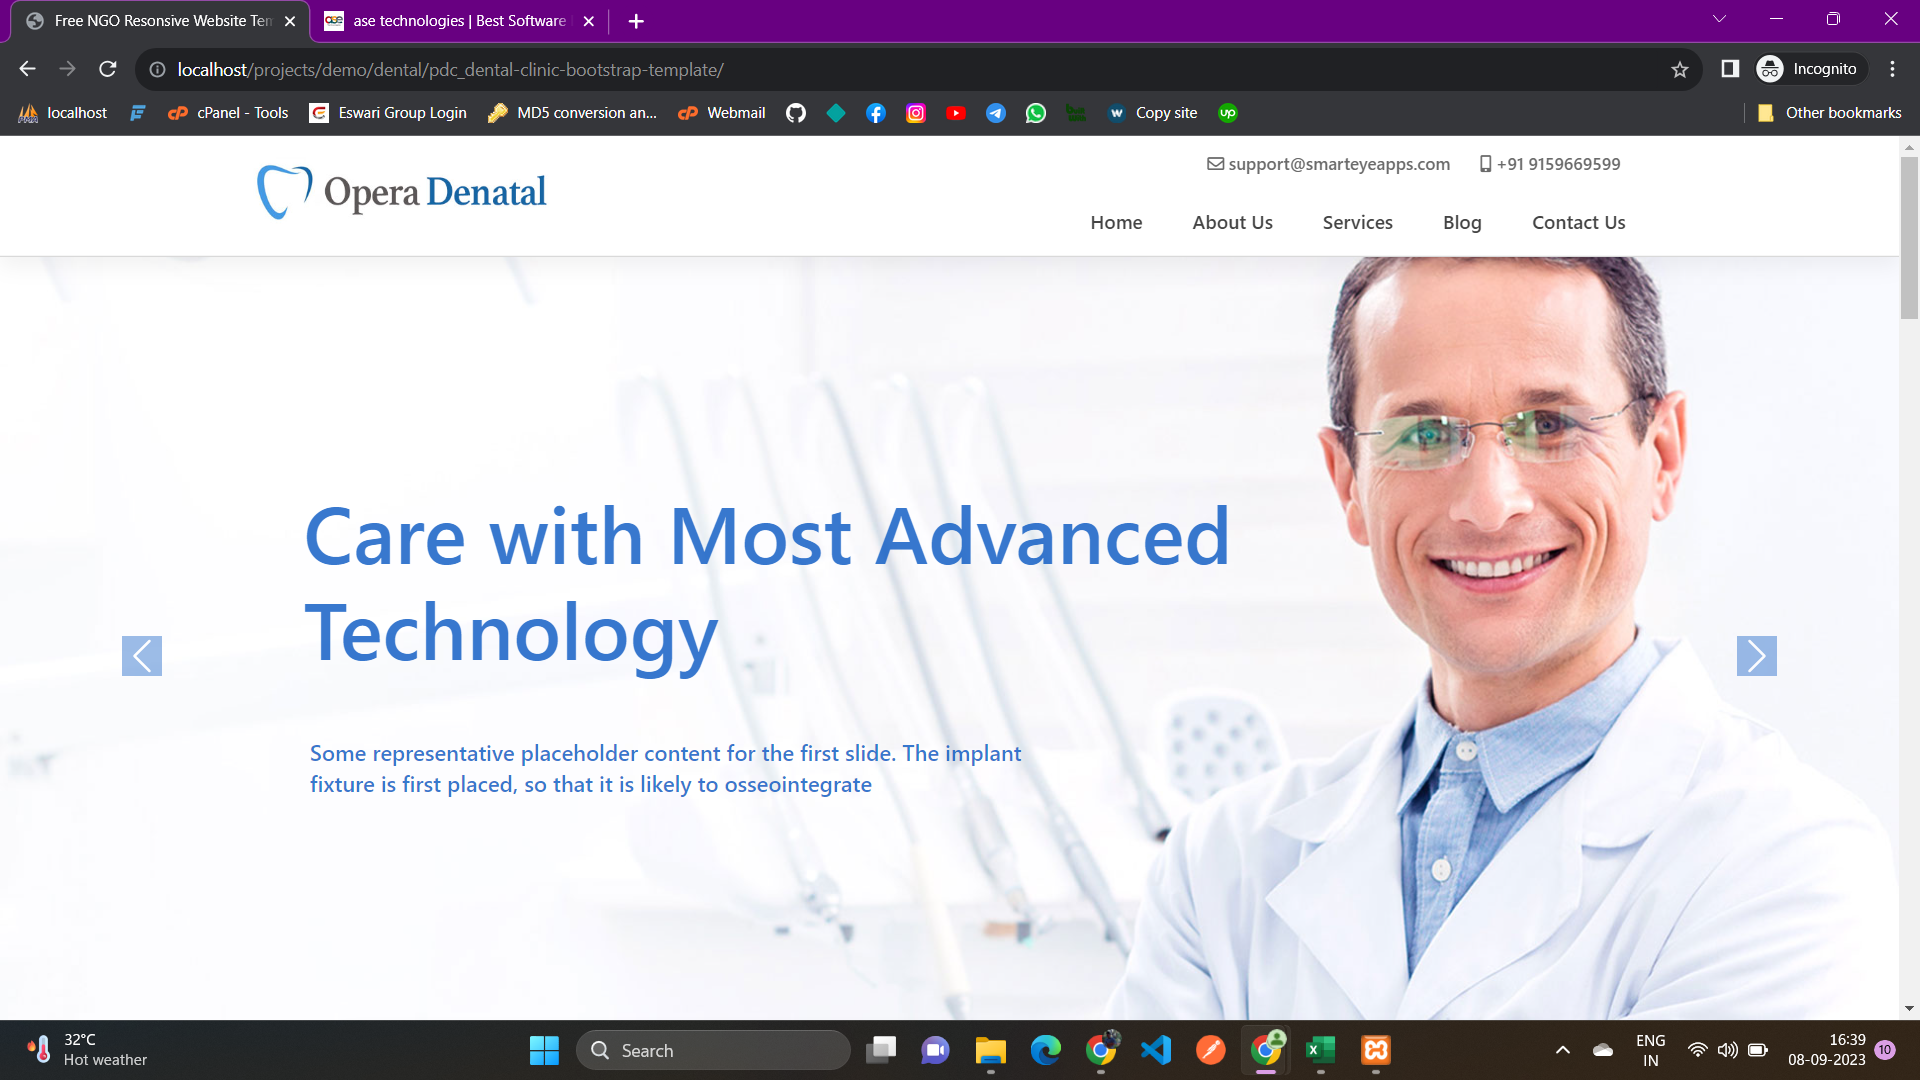 Free NGO Resonsive Website Tem
ase technologies | Best Software
localhost/projects/demo/dental/pdc_dental-clinic-bootstrap-template/
Incognito
localhost
cPanel - Tools
Eswari Group Login
MD5 conversion an...
Webmail
Copy site
Other bookmarks
support@smarteyeapps.com
+91 9159669599
Opera Denatal
Home
About Us
Services
Blog
Contact Us
Care with Most Advanced
Technology
Some representative placeholder content for the first slide. The implant
fixture is first placed, so that it is likely to osseointegrate
32°C
Hot weather
Search
ENG
IN
16:39
08-09-2023
10